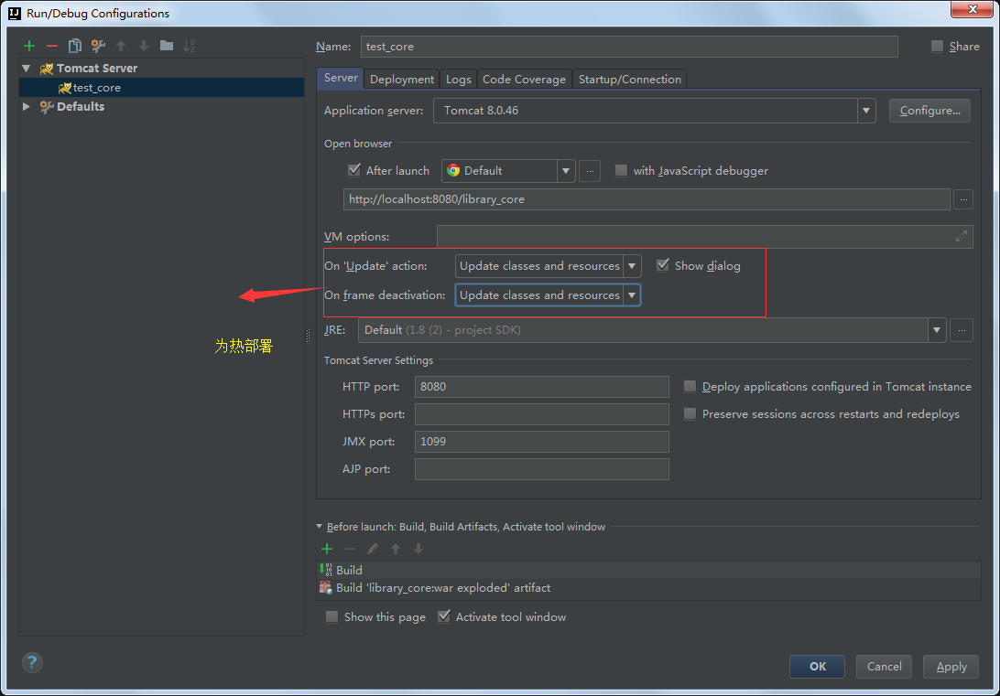 Run/Debug Configurations
Name: test_core Share
Tomcat Server
test_core
Defaults
Server Deployment Logs Code Coverage Startup/Connection
Application server: Tomcat 8.0.46 Configure...
Open browser
After launch Default ... with JavaScript debugger
http://localhost:8080/library_core ...
VM options:
On 'Update' action: Update classes and resources Show dialog
On frame deactivation: Update classes and resources
为热部署
JRE: Default (1.8 (2) - project SDK) ...
Tomcat Server Settings
HTTP port: 8080 Deploy applications configured in Tomcat instance
HTTPs port: Preserve sessions across restarts and redeploys
JMX port: 1099
AJP port:
Before launch: Build, Build Artifacts, Activate tool window
Build
Build 'library_core:war exploded' artifact
Show this page Activate tool window
? OK Cancel Apply